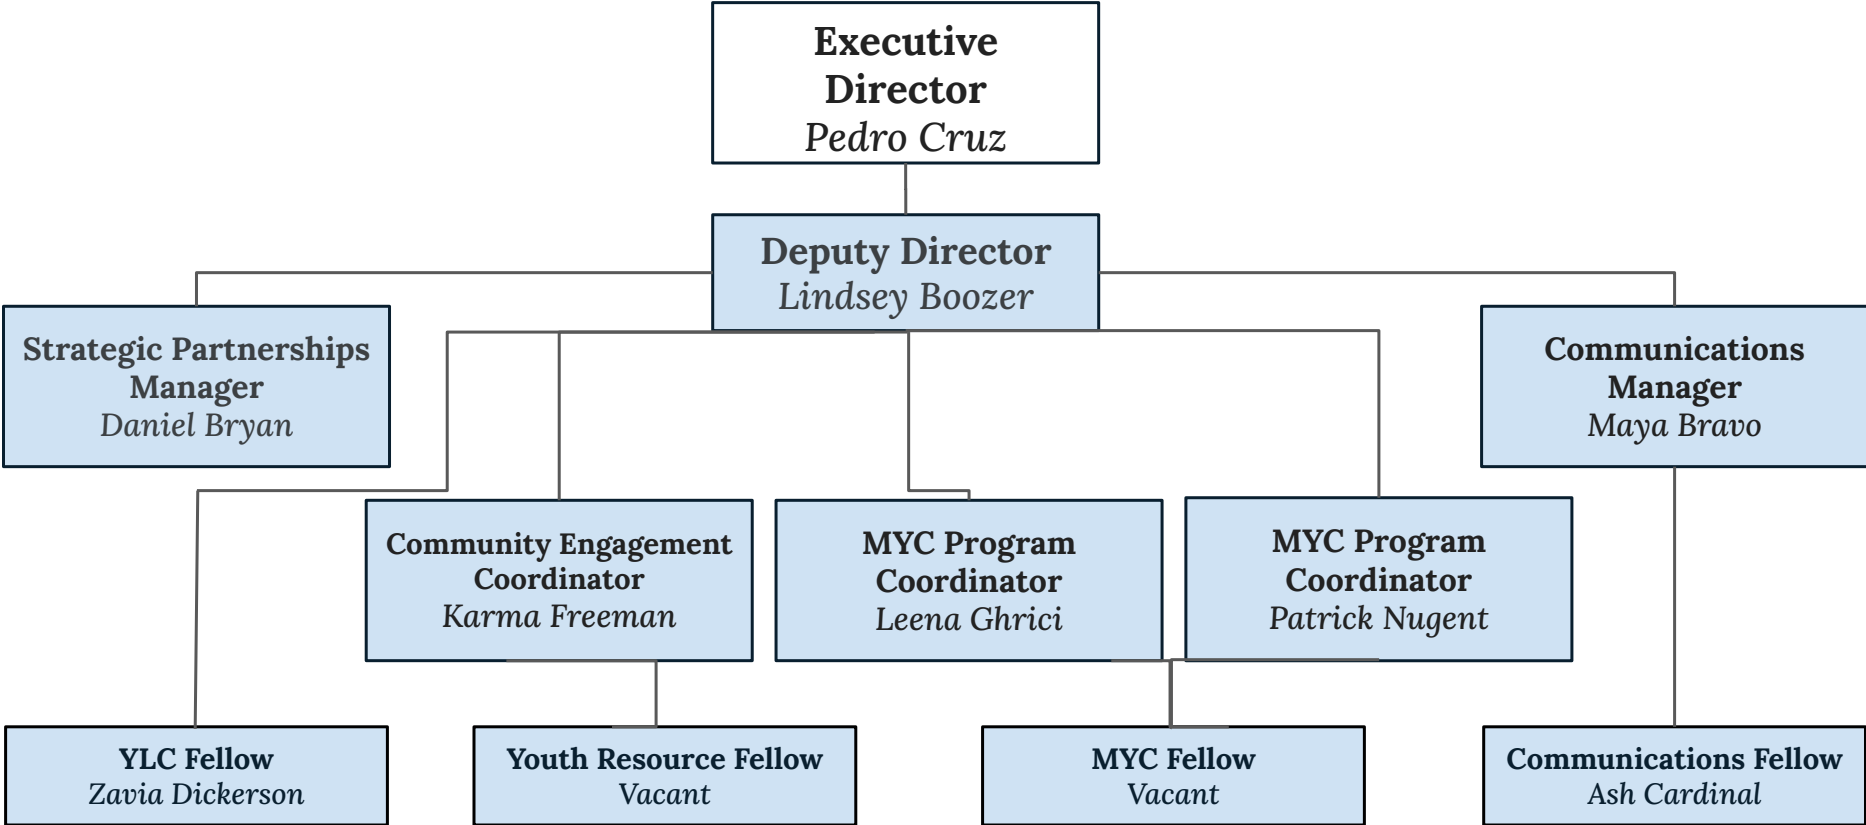 Executive
Director
Pedro Cruz
Deputy Director
Lindsey Boozer
Strategic Partnerships
Manager
Daniel Bryan
Communications
Manager
Maya Bravo
Community Engagement
Coordinator
Karma Freeman
MYC Program
Coordinator
Leena Ghrici
MYC Program
Coordinator
Patrick Nugent
YLC Fellow
Zavia Dickerson
Youth Resource Fellow
Vacant
MYC Fellow
Vacant
Communications Fellow
Ash Cardinal